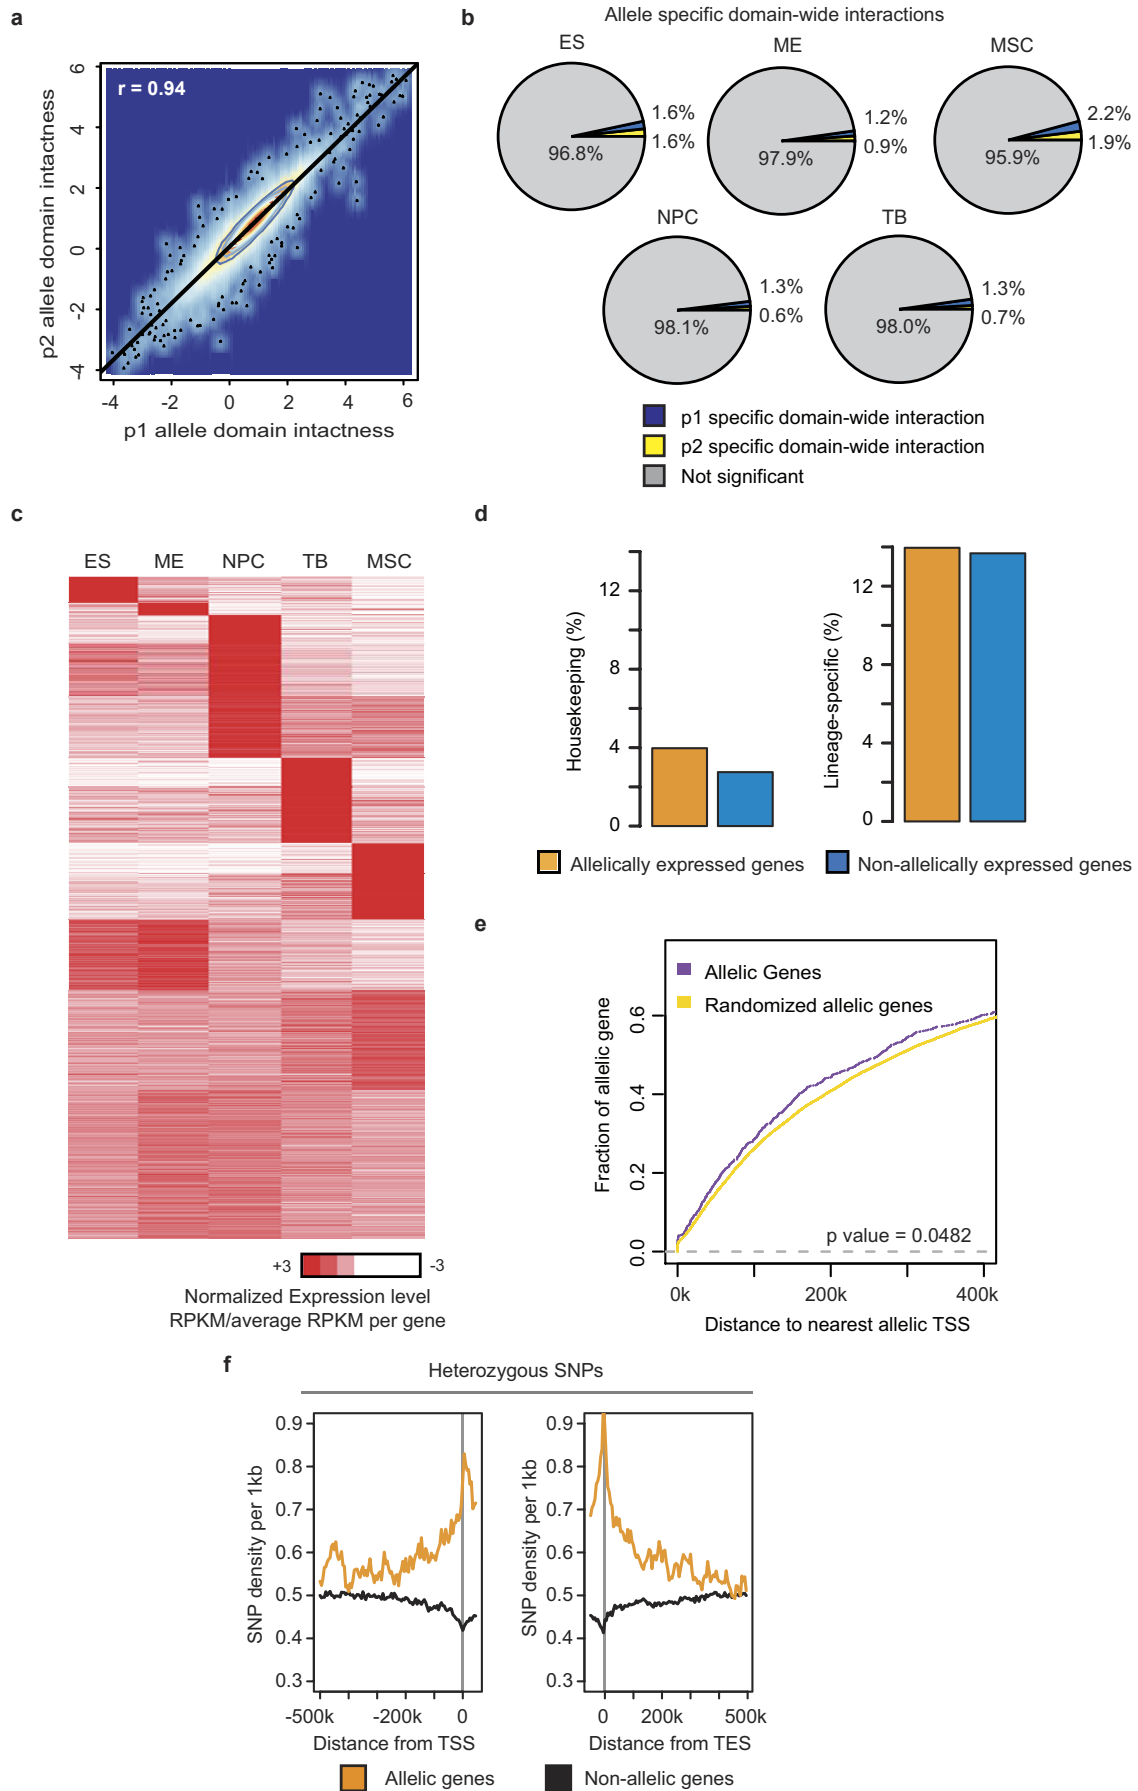 a
r = 0.94
6
4
2
0
-2
-4
p2 allele domain intactness
-4 -2 0 2 4 6
p1 allele domain intactness
b
Allele specific domain-wide interactions
ES ME MSC
1.6%
1.6%
96.8%
1.2%
0.9%
97.9%
2.2%
1.9%
95.9%
NPC TB
1.3%
0.6%
98.1%
1.3%
0.7%
98.0%
p1 specific domain-wide interaction
p2 specific domain-wide interaction
Not significant
c
ES ME NPC TB MSC
+3 -3
Normalized Expression level
RPKM/average RPKM per gene
d
Housekeeping (%)
12
8
4
0
Lineage-specific (%)
12
8
4
0
Allelically expressed genes
Non-allelically expressed genes
e
Allelic Genes
Randomized allelic genes
Fraction of allelic gene
0.6
0.4
0.2
0.0
p value = 0.0482
0k 200k 400k
Distance to nearest allelic TSS
f
Heterozygous SNPs
SNP density per 1kb
0.9
0.8
0.7
0.6
0.5
0.4
0.3
-500k -200k 0
Distance from TSS
SNP density per 1kb
0.9
0.8
0.7
0.6
0.5
0.4
0.3
0 200k 500k
Distance from TES
Allelic genes
Non-allelic genes